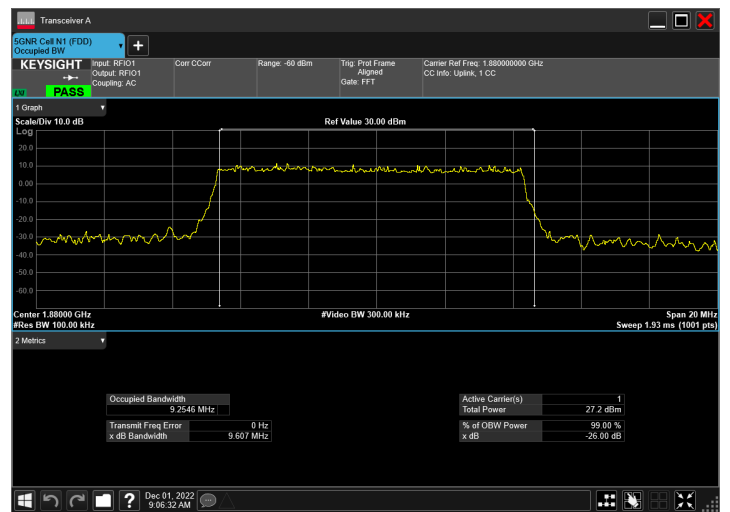 Transceiver A
5GNR Cell N1 (FDD)
Occupied BW
KEYSIGHT
LXI
PASS
Input: RFIO1
Output: RFIO1
Coupling: AC
Corr CCorr
Range: -60 dBm
Trig: Prot Frame
Aligned
Gate: FFT
Carrier Ref Freq: 1.880000000 GHz
CC Info: Uplink, 1 CC
1 Graph
Scale/Div 10.0 dB
Ref Value 30.00 dBm
Log
20.0
10.0
0.00
-10.0
-20.0
-30.0
-40.0
-50.0
-60.0
Center 1.88000 GHz
#Video BW 300.00 kHz
Span 20 MHz
#Res BW 100.00 kHz
Sweep 1.93 ms (1001 pts)
2 Metrics
Occupied Bandwidth
9.2546 MHz
Transmit Freq Error 0 Hz
x dB Bandwidth 9.607 MHz
Active Carrier(s) 1
Total Power 27.2 dBm
% of OBW Power 99.00 %
x dB -26.00 dB
Dec 01, 2022
9:06:32 AM